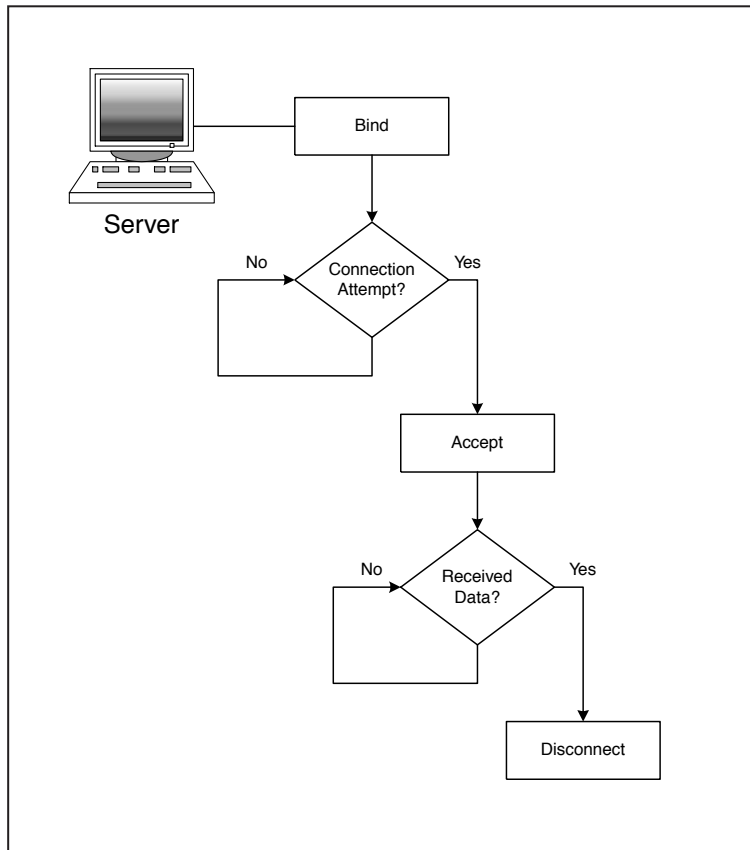 Bind
Server
No
Connection
Attempt?
Yes
Accept
No
Received
Data?
Yes
Disconnect